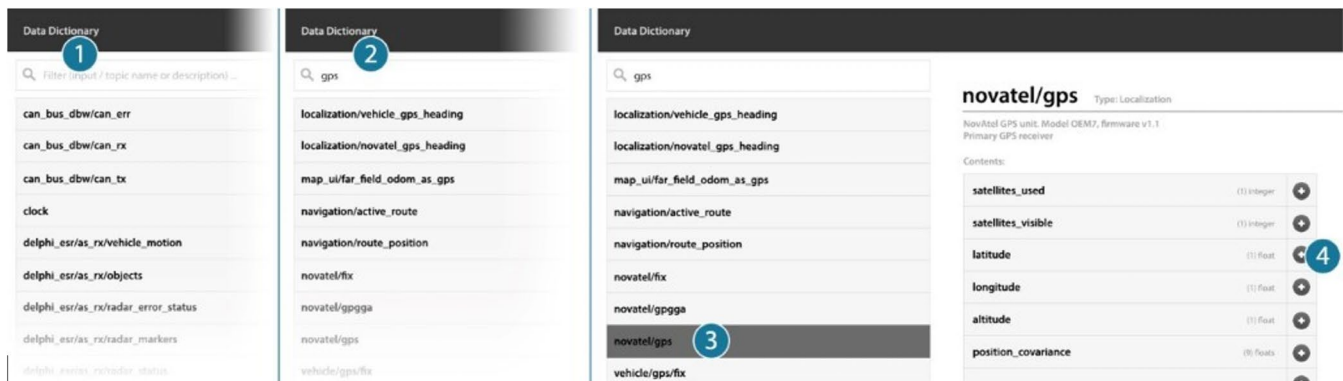 Data Dictionary
1
Filter (input / topic name or description) ...
can_bus_dbw/can_err
can_bus_dbw/can_rx
can_bus_dbw/can_tx
clock
delphi_esr/as_rx/vehicle_motion
delphi_esr/as_rx/objects
delphi_esr/as_rx/radar_error_status
delphi_esr/as_rx/radar_markers
delphi_esr/as_rx/radar_status
Data Dictionary
2
gps
localization/vehicle_gps_heading
localization/novatel_gps_heading
map_ui/far_field_odom_as_gps
navigation/active_route
navigation/route_position
novatel/fix
novatel/gpgga
novatel/gps
vehicle/gps/fix
Data Dictionary
gps
localization/vehicle_gps_heading
localization/novatel_gps_heading
map_ui/far_field_odom_as_gps
navigation/active_route
navigation/route_position
novatel/fix
novatel/gpgga
novatel/gps 3
vehicle/gps/fix
novatel/gps Type: Localization
NovAtel GPS unit. Model OEM7, firmware v1.1
Primary GPS receiver
Contents:
satellites_used (1) integer
satellites_visible (1) integer
latitude (1) float 4
longitude (1) float
altitude (1) float
position_covariance (9) floats